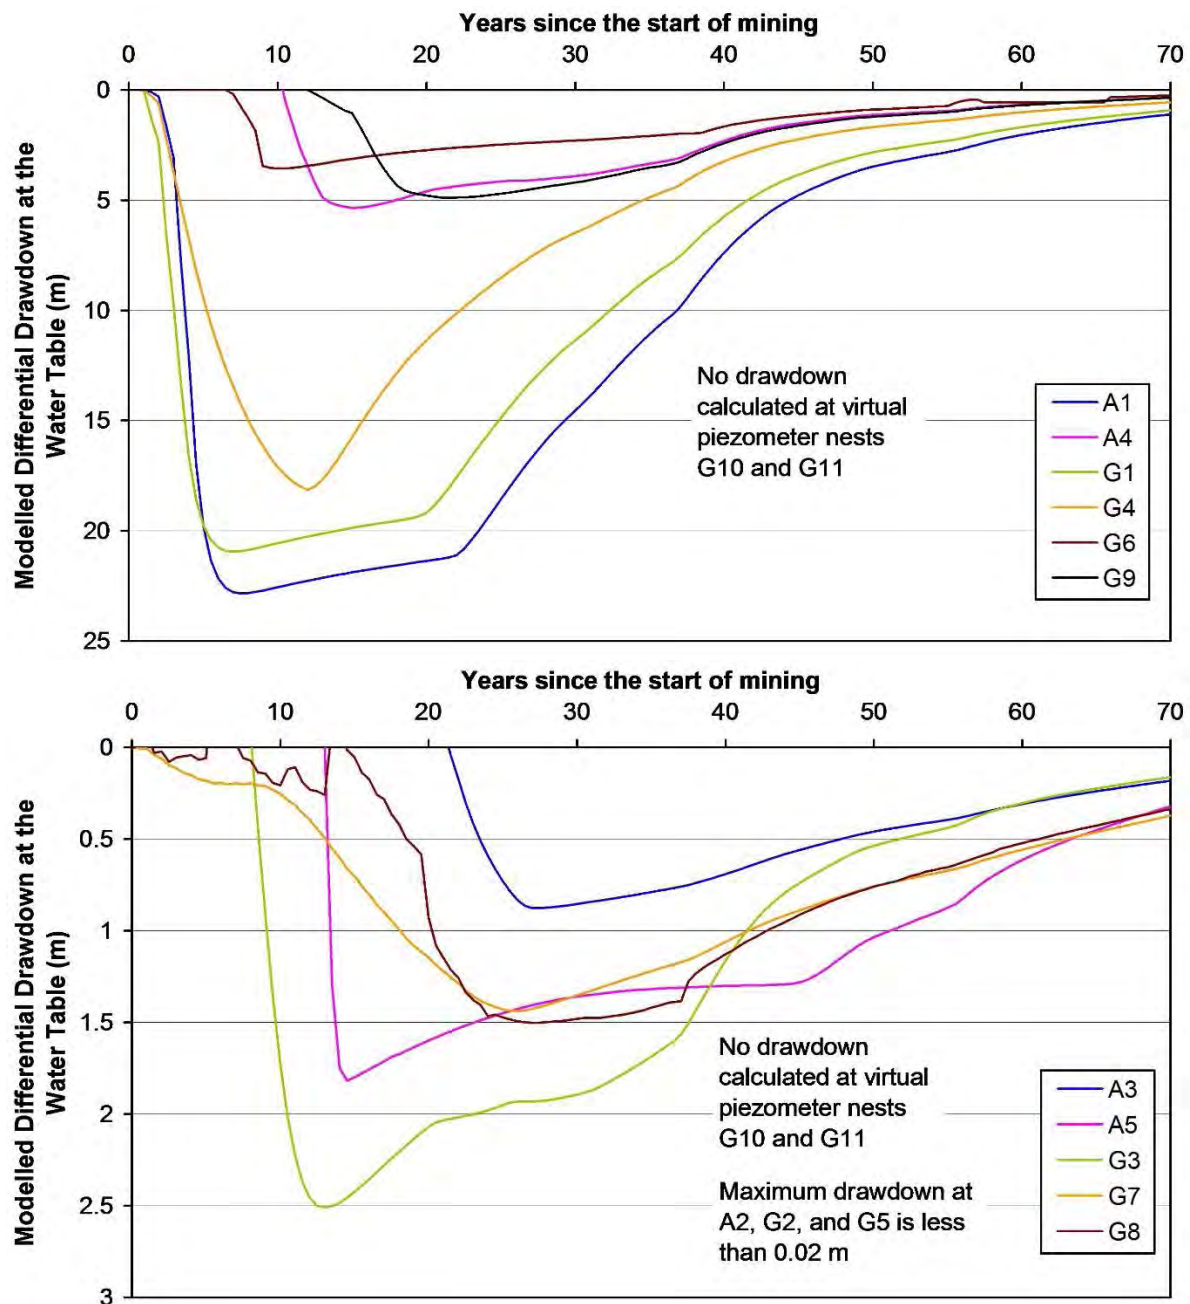 Years since the start of mining
0 10 20 30 40 50 60 70
Modelled Differential Drawdown at the
Water Table (m)
0
5
10
15
20
25
No drawdown
calculated at virtual
piezometer nests
G10 and G11
A1
A4
G1
G4
G6
G9
Years since the start of mining
0 10 20 30 40 50 60 70
Modelled Differential Drawdown at the
Water Table (m)
0
0.5
1
1.5
2
2.5
3
No drawdown
calculated at virtual
piezometer nests
G10 and G11
Maximum drawdown at
A2, G2, and G5 is less
than 0.02 m
A3
A5
G3
G7
G8